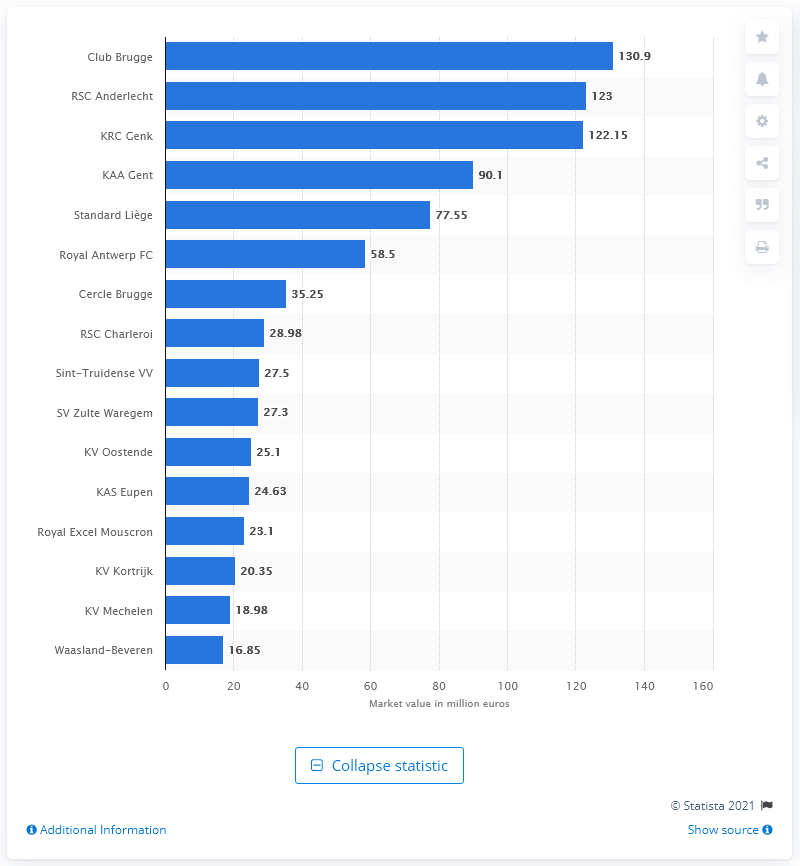 Club Brugge 130.9
RSC Anderlecht 123
KRC Genk 122.15
KAA Gent 90.1
Standard Liège 77.55
Royal Antwerp FC 58.5
Cercle Brugge 35.25
RSC Charleroi 28.98
Sint-Truidense VV 27.5
SV Zulte Waregem 27.3
KV Oostende 25.1
KAS Eupen 24.63
Royal Excel Mouscron 23.1
KV Kortrijk 20.35
KV Mechelen 18.98
Waasland-Beveren 16.85
0 20 40 60 80 100 120 140 160
Market value in million euros
Collapse statistic
© Statista 2021
Additional Information Show source